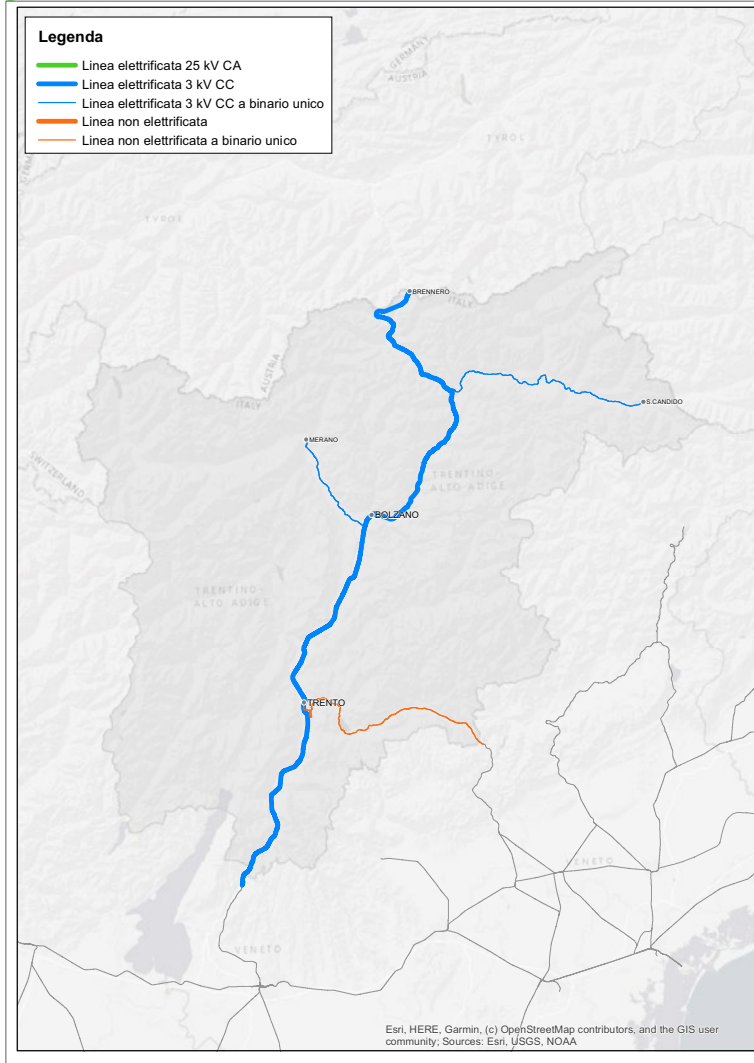 Legenda
Linea elettrificata 25 kV CA
Linea elettrificata 3 kV CC
Linea elettrificata 3 kV CC a binario unico
Linea non elettrificata
Linea non elettrificata a binario unico
GERMANY
AUSTRIA
TYROL
TYROL
BRENNERO
ITALY
AUSTRIA
ITALY
S.CANDIDO
MERANO
SWITZERLAND
TRENTINO-
ALTO ADIGE
BOLZANO
TRENTINO-
ALTO ADIGE
TRENTO
VENETO
VENETO
Esri, HERE, Garmin, (c) OpenStreetMap contributors, and the GIS user
community; Sources: Esri, USGS, NOAA